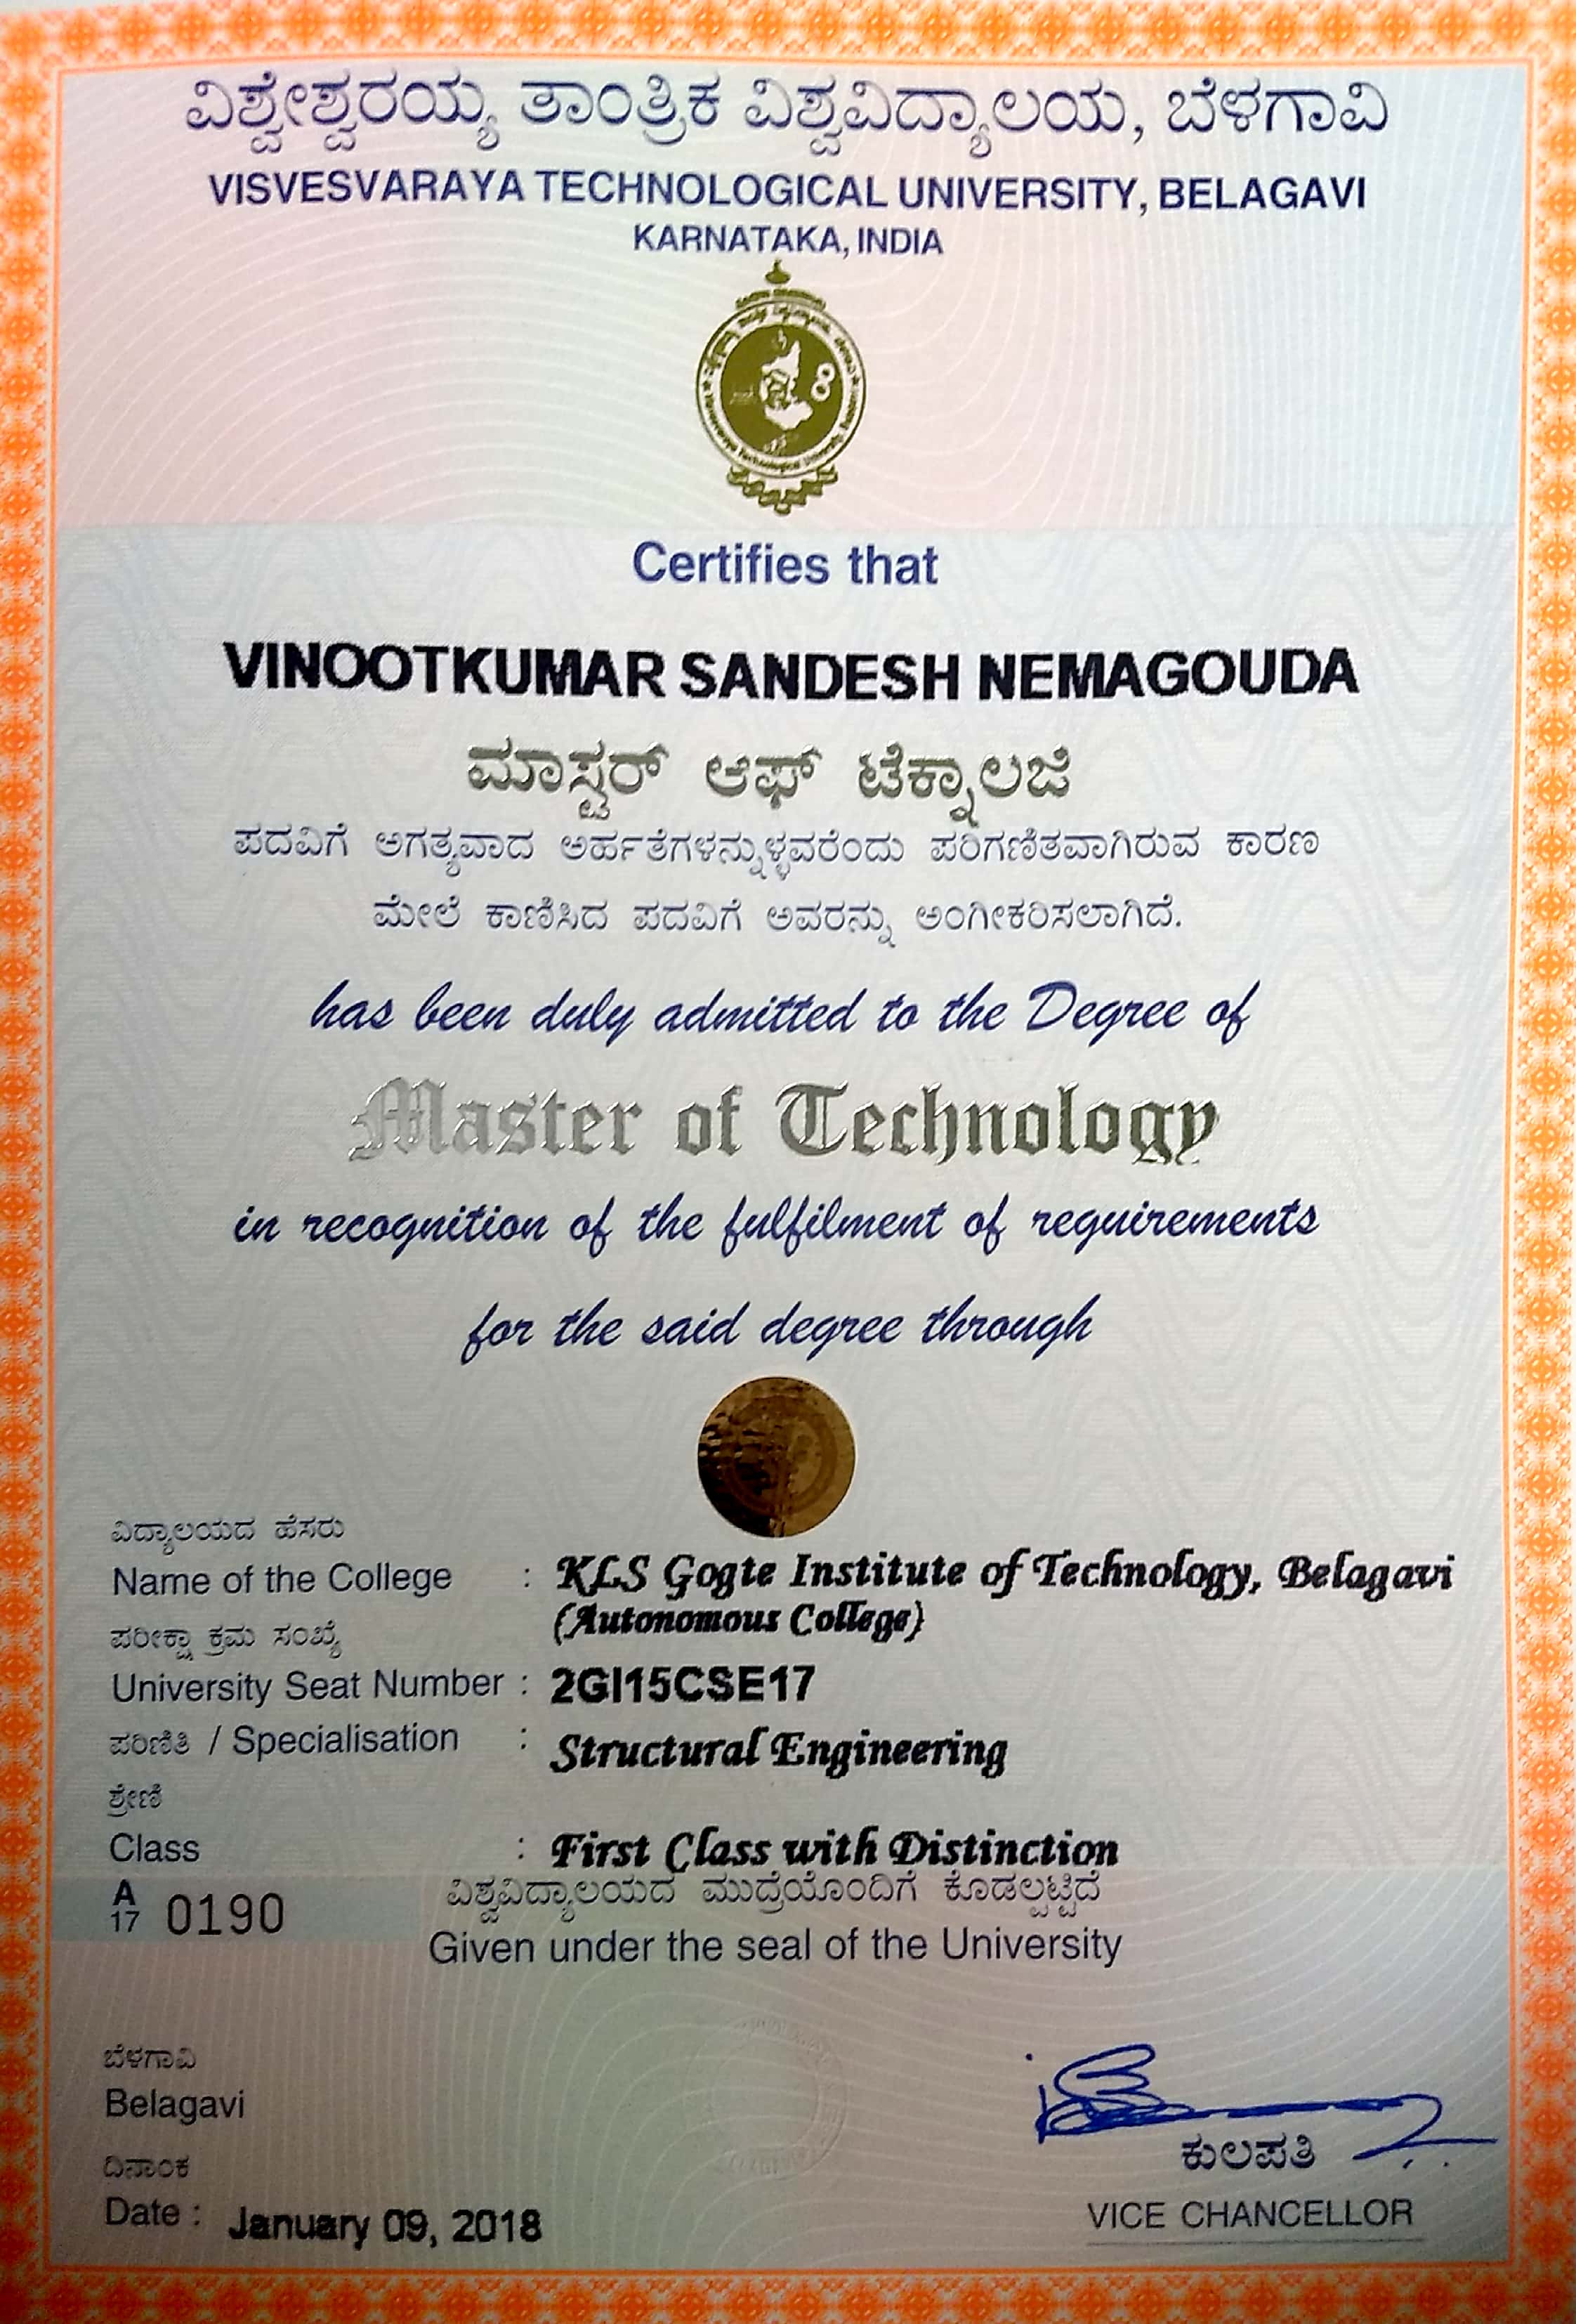 ವಿಶ್ವೇಶ್ವರಯ್ಯ ತಾಂತ್ರಿಕ ವಿಶ್ವವಿದ್ಯಾಲಯ, ಬೆಳಗಾವಿ
VISVESVARAYA TECHNOLOGICAL UNIVERSITY, BELAGAVI
KARNATAKA, INDIA
Certifies that
VINOOTKUMAR SANDESH NEMAGOUDA
ಮಾಸ್ಟರ್ ಆಫ್ ಟೆಕ್ನಾಲಜಿ
ಪದವಿಗೆ ಅಗತ್ಯವಾದ ಅರ್ಹತೆಗಳನ್ನುಳ್ಳವರೆಂದು ಪರಿಗಣಿತವಾಗಿರುವ ಕಾರಣ
ಮೇಲೆ ಕಾಣಿಸಿದ ಪದವಿಗೆ ಅವರನ್ನು ಅಂಗೀಕರಿಸಲಾಗಿದೆ.
has been duly admitted to the Degree of
Master of Technology
in recognition of the fulfilment of requirements
for the said degree through
ವಿದ್ಯಾಲಯದ ಹೆಸರು
Name of the College : KLS Gogte Institute of Technology, Belagavi
(Autonomous College)
ಪರೀಕ್ಷಾ ಕ್ರಮ ಸಂಖ್ಯೆ
University Seat Number : 2GI15CSE17
ಪರಿಣಿತಿ / Specialisation : Structural Engineering
ಶ್ರೇಣಿ
Class : First Class with Distinction
ವಿಶ್ವವಿದ್ಯಾಲಯದ ಮುದ್ರೆಯೊಂದಿಗೆ ಕೊಡಲ್ಪಟ್ಟಿದೆ
A
17 0190
Given under the seal of the University
ಬೆಳಗಾವಿ
Belagavi
ಕುಲಪತಿ
ದಿನಾಂಕ
Date : January 09, 2018
VICE CHANCELLOR